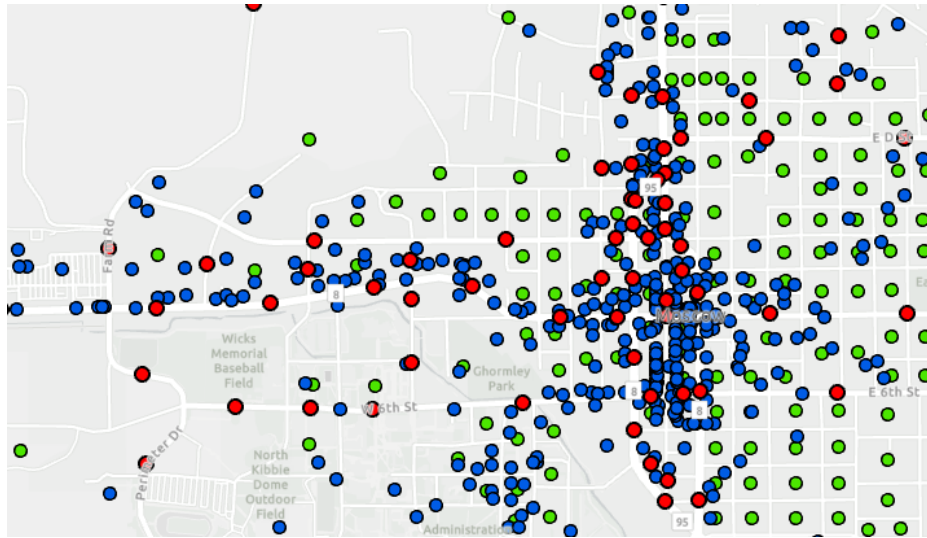 E D St
95
Farm Rd
8
Moscow
Wicks
Memorial
Baseball
Field
8
Ghormley
Park
8
E 6th St
W 6th St
8
Perimeter Dr
North
Kibbie
Dome
Outdoor
Field
95
Administration